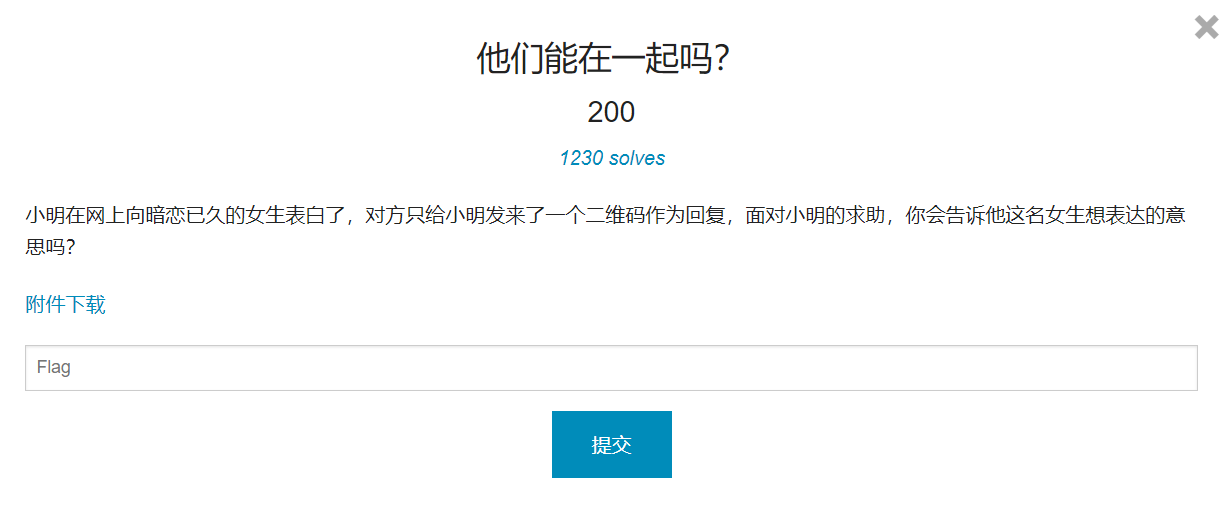 他们能在一起吗？
200
1230 solves
小明在网上向暗恋已久的女生表白了，对方只给小明发来了一个二维码作为回复，面对小明的求助，你会告诉他这名女生想表达的意
思吗？
附件下载
Flag
提交